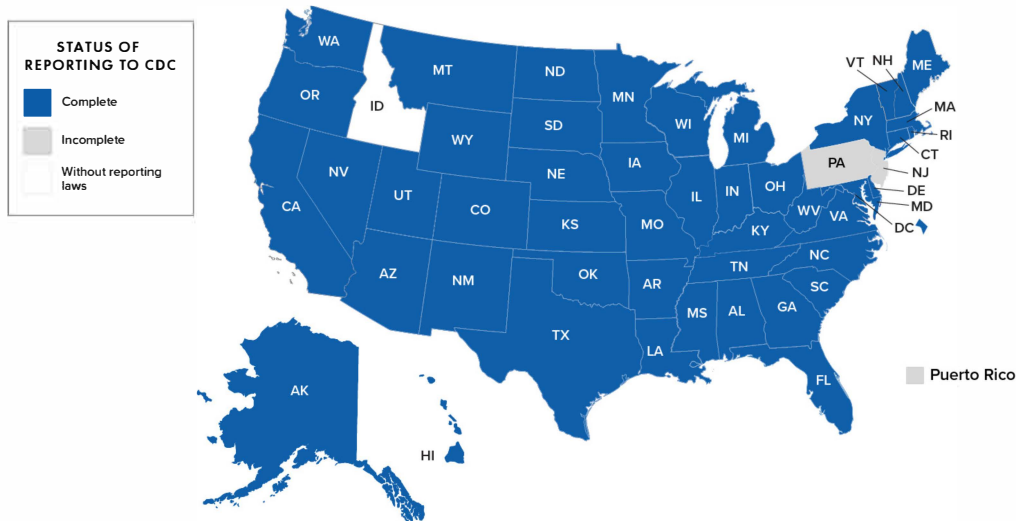 STATUS OF
REPORTING TO CDC
Complete
Incomplete
Without reporting
laws
WA
MT
ND
MN
ME
VT
NH
OR
ID
WY
SD
WI
MI
NY
MA
RI
CT
NV
UT
CO
NE
IA
IL
IN
OH
PA
NJ
DE
MD
DC
CA
KS
MO
KY
WV
VA
AZ
NM
OK
AR
TN
NC
SC
TX
LA
MS
AL
GA
FL
Puerto Rico
AK
HI